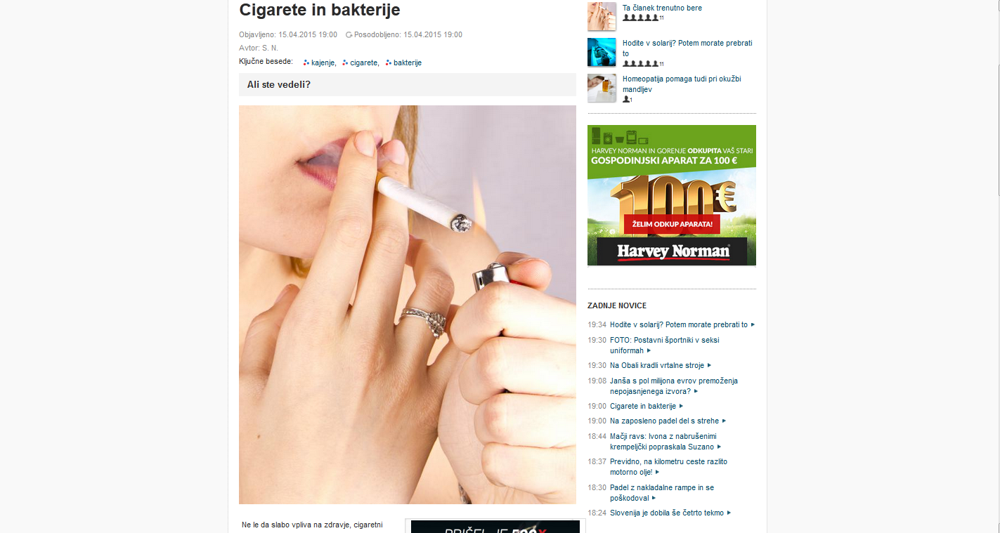 Cigarete in bakterije
Objavljeno: 15.04.2015 19:00 Posodobljeno: 15.04.2015 19:00
Avtor: S. N.
Ključne besede: kajenje, cigarete, bakterije
Ali ste vedeli?
Ne le da slabo vpliva na zdravje, cigaretni
PRIŠEL JE 500X
Ta članek trenutno bere
11
Hodite v solarij? Potem morate prebrati
to
11
Homeopatija pomaga tudi pri okužbi
mandljev
1
HARVEY NORMAN IN GORENJE ODKUPITA VAŠ STARI
GOSPODINJSKI APARAT ZA 100 €
100€
ŽELIM ODKUP APARATA!
Harvey Norman
ZADNJE NOVICE
19:34 Hodite v solarij? Potem morate prebrati to
19:30 FOTO: Postavni športniki v seksi
uniformah
19:30 Na Obali kradli vrtalne stroje
19:08 Janša s pol milijona evrov premoženja
nepojasnjenega izvora?
19:00 Cigarete in bakterije
19:00 Na zaposleno padel del s strehe
18:44 Mačji ravs: Ivona z nabrušenimi
krempeljčki popraskala Suzano
18:37 Previdno, na kilometru ceste razlito
motorno olje!
18:30 Padel z nakladalne rampe in se
poškodoval
18:24 Slovenija je dobila še četrto tekmo